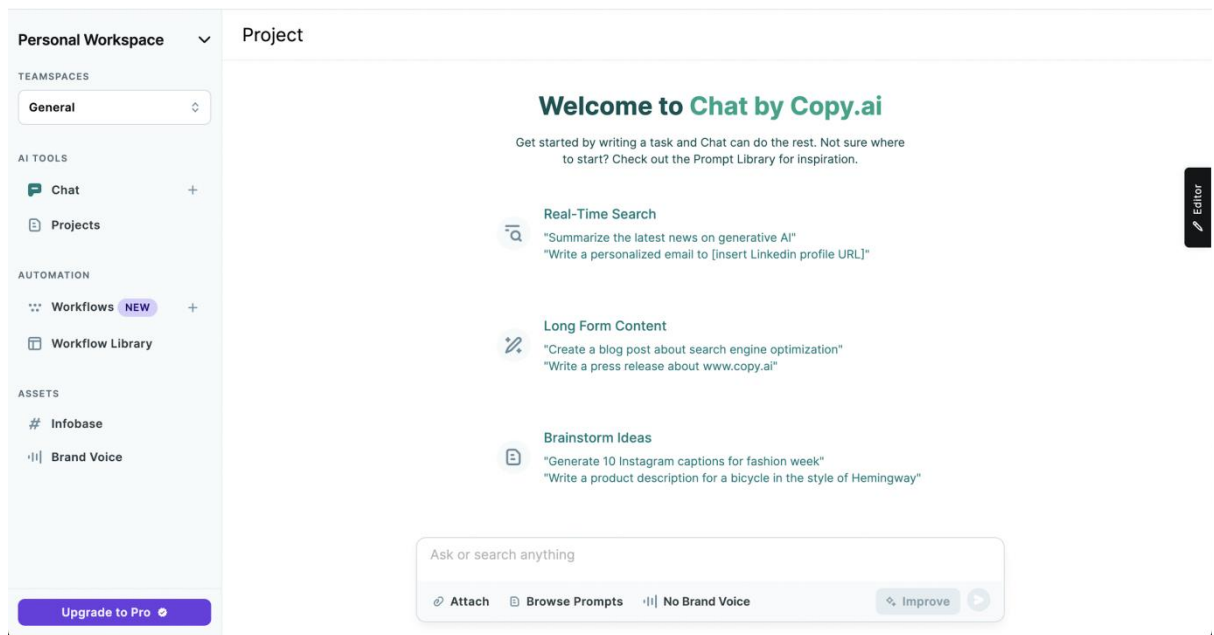 Personal Workspace
TEAMSPACES
General
AI TOOLS
Chat
Projects
AUTOMATION
Workflows NEW
Workflow Library
ASSETS
Infobase
Brand Voice
Upgrade to Pro
Project
Welcome to Chat by Copy.ai
Get started by writing a task and Chat can do the rest. Not sure where
to start? Check out the Prompt Library for inspiration.
Real-Time Search
"Summarize the latest news on generative AI"
"Write a personalized email to [insert Linkedin profile URL]"
Long Form Content
"Create a blog post about search engine optimization"
"Write a press release about www.copy.ai"
Brainstorm Ideas
"Generate 10 Instagram captions for fashion week"
"Write a product description for a bicycle in the style of Hemingway"
Ask or search anything
Attach Browse Prompts No Brand Voice Improve
Editor